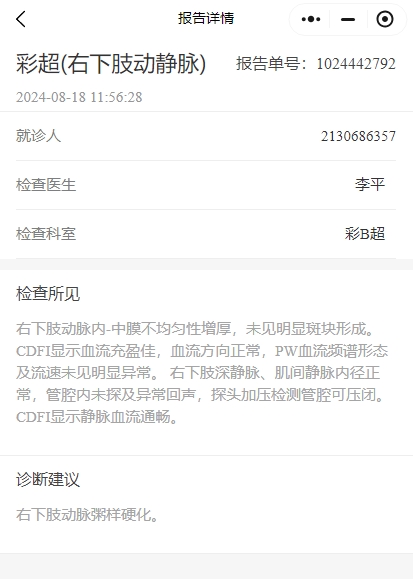 报告详情
彩超(右下肢动静脉)
报告单号：1024442792
2024-08-18 11:56:28
就诊人
2130686357
检查医生
李平
检查科室
彩B超
检查所见
右下肢动脉内-中膜不均匀性增厚，未见明显斑块形成。
CDFI显示血流充盈佳，血流方向正常，PW血流频谱形态
及流速未见明显异常。 右下肢深静脉、肌间静脉内径正
常，管腔内未探及异常回声，探头加压检测管腔可压闭。
CDFI显示静脉血流通畅。
诊断建议
右下肢动脉粥样硬化。